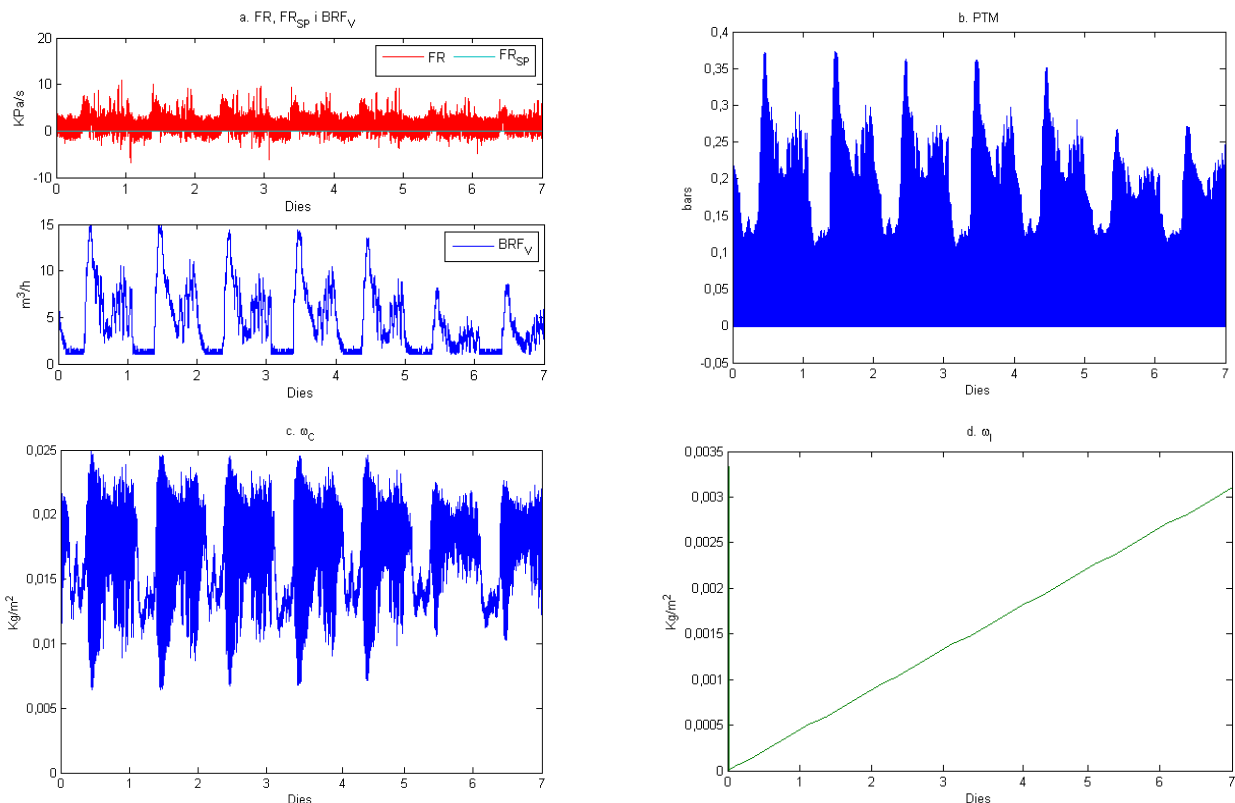 a. FR, FR_SP i BRF_V
20
10
0
-10
KPa/s
FR
FR_SP
0 1 2 3 4 5 6 7
Dies
15
10
5
0
m³/h
BRF_V
0 1 2 3 4 5 6 7
Dies
b. PTM
0,4
0,35
0,3
0,25
0,2
0,15
0,1
0,05
0
-0,05
bars
0 1 2 3 4 5 6 7
Dies
c. ω_C
0,025
0,02
0,015
0,01
0,005
0
Kg/m²
0 1 2 3 4 5 6 7
Dies
d. ω_I
0,0035
0,003
0,0025
0,002
0,0015
0,001
0,0005
0
Kg/m²
0 1 2 3 4 5 6 7
Dies